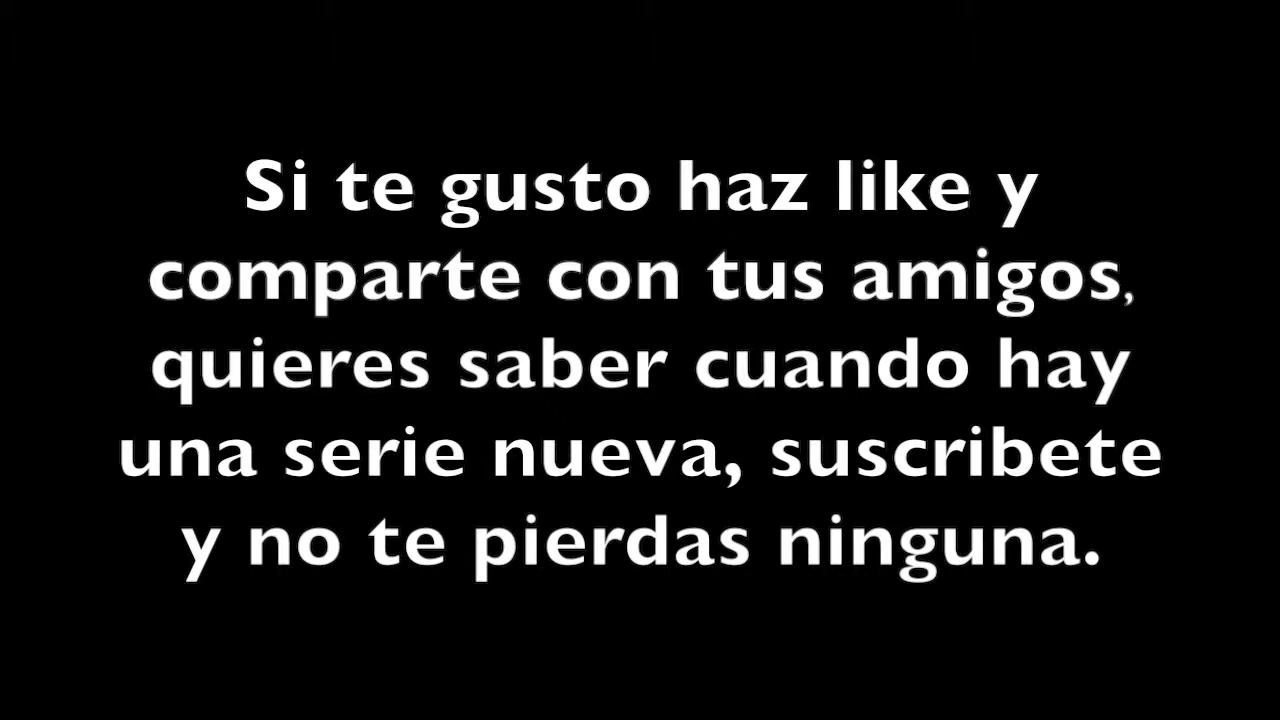 Si te gusto haz like y
comparte con tus amigos,
quieres saber cuando hay
una serie nueva, suscribete
y no te pierdas ninguna.